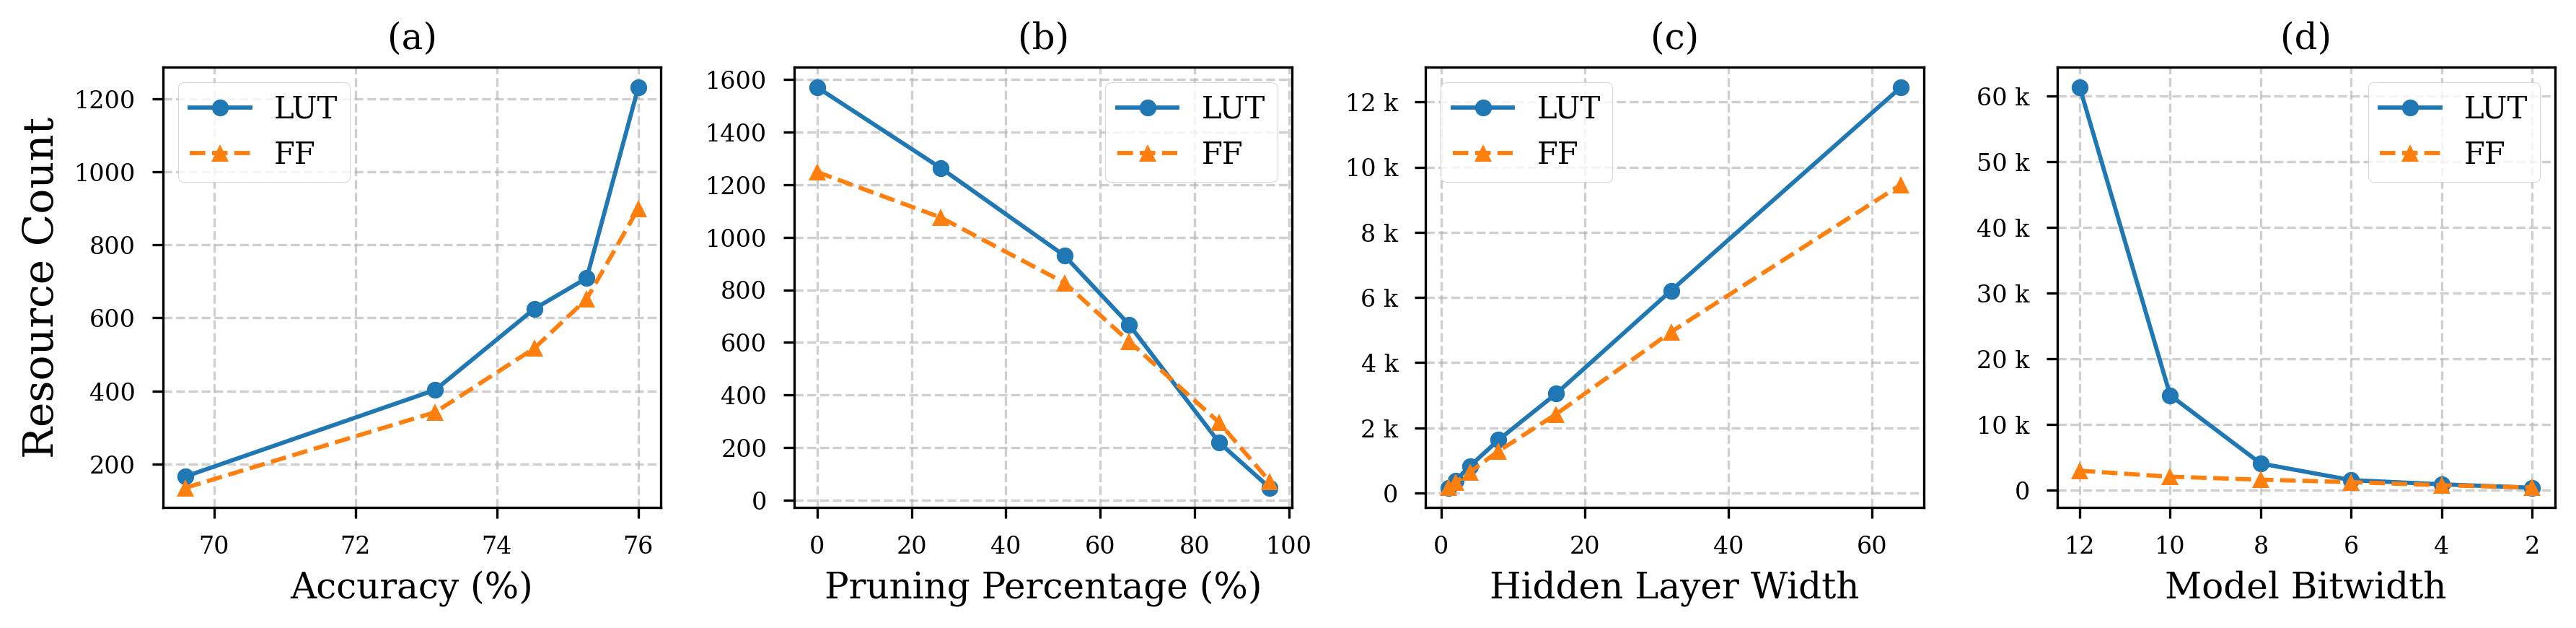 (a)
(b)
(c)
(d)
Resource Count
1200
1000
800
600
400
200
LUT
FF
70
72
74
76
Accuracy (%)
1600
1400
1200
1000
800
600
400
200
0
LUT
FF
0
20
40
60
80
100
Pruning Percentage (%)
12 k
10 k
8 k
6 k
4 k
2 k
0
LUT
FF
0
20
40
60
Hidden Layer Width
60 k
50 k
40 k
30 k
20 k
10 k
0
LUT
FF
12
10
8
6
4
2
Model Bitwidth